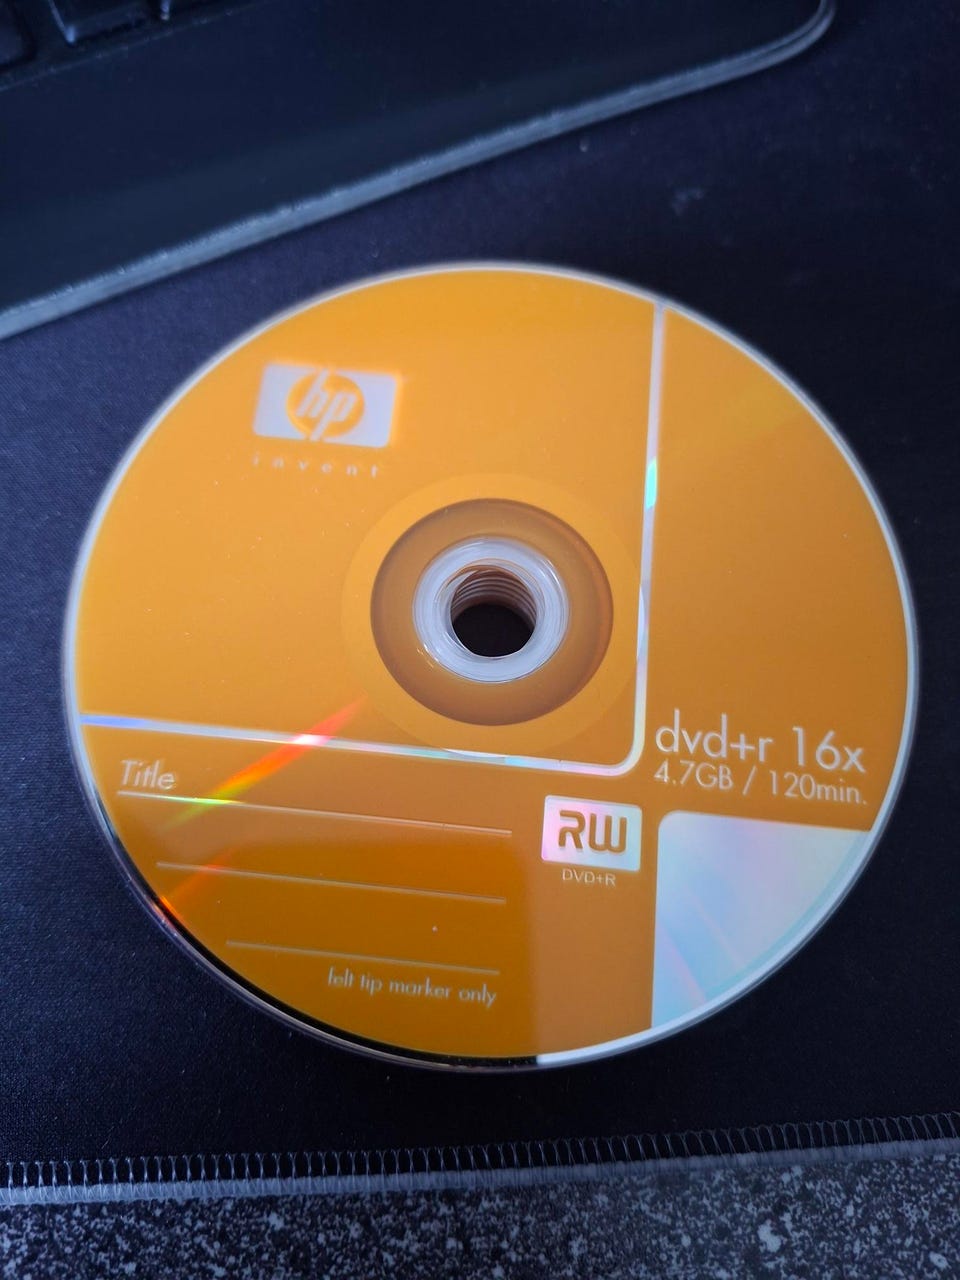 hp
invent
dvd+r 16x
4.7GB / 120min.
Title
RW
DVD+R
felt tip marker only